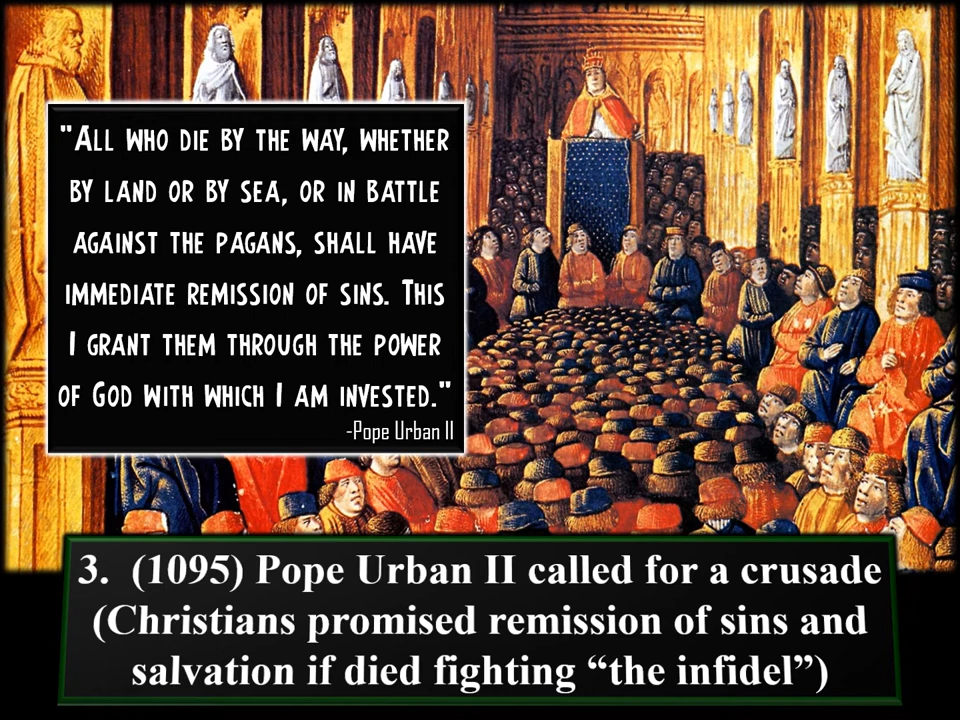 "All who die by the way, whether
by land or by sea, or in battle
against the pagans, shall have
immediate remission of sins. This
I grant them through the power
of God with which I am invested."
-Pope Urban II
3. (1095) Pope Urban II called for a crusade
(Christians promised remission of sins and
salvation if died fighting “the infidel”)